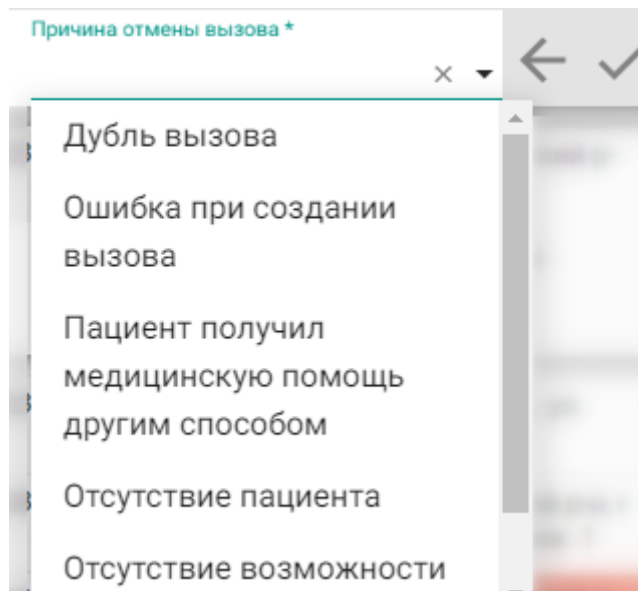 Причина отмены вызова *
Дубль вызова
Ошибка при создании
вызова
Пациент получил
медицинскую помощь
другим способом
Отсутствие пациента
Отсутствие возможности